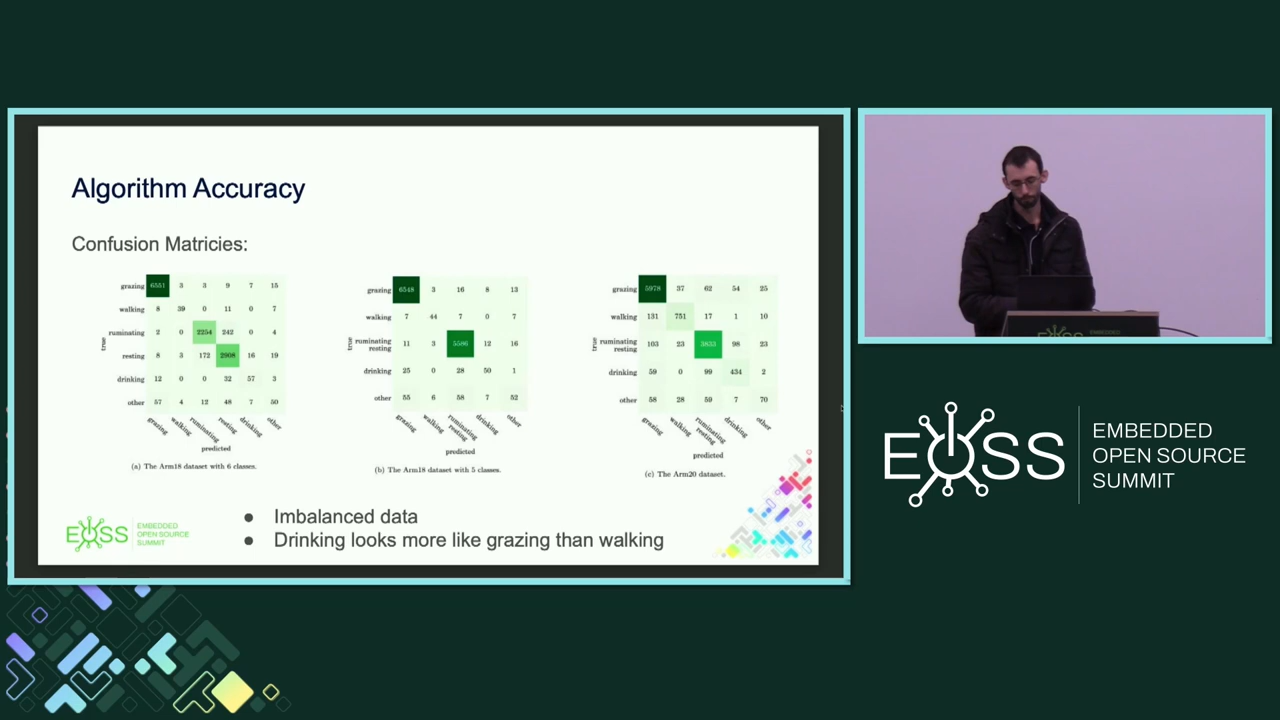 Algorithm Accuracy
Confusion Matricies:
grazing 6551 3 3 9 7 15
walking 8 39 0 11 0 7
ruminating 2 0 2254 242 0 4
resting 8 3 172 2908 16 19
drinking 12 0 0 32 57 3
other 57 4 12 48 7 50
true
grazing walking ruminating resting drinking other
predicted
(a) The Arm18 dataset with 6 classes.
grazing 6548 3 16 8 13
walking 7 44 7 0 7
ruminating
resting 11 3 5586 12 16
drinking 25 0 28 50 1
other 55 6 58 7 52
true
grazing walking ruminating resting drinking other
predicted
(b) The Arm18 dataset with 5 classes.
grazing 5978 37 62 54 25
walking 131 751 17 1 10
ruminating
resting 103 23 3833 98 23
drinking 59 0 99 434 2
other 58 28 59 7 70
true
grazing walking ruminating resting drinking other
predicted
(c) The Arm20 dataset.
● Imbalanced data
● Drinking looks more like grazing than walking
EOSS
EMBEDDED
OPEN SOURCE
SUMMIT
EOSS
EMBEDDED
OPEN SOURCE
SUMMIT